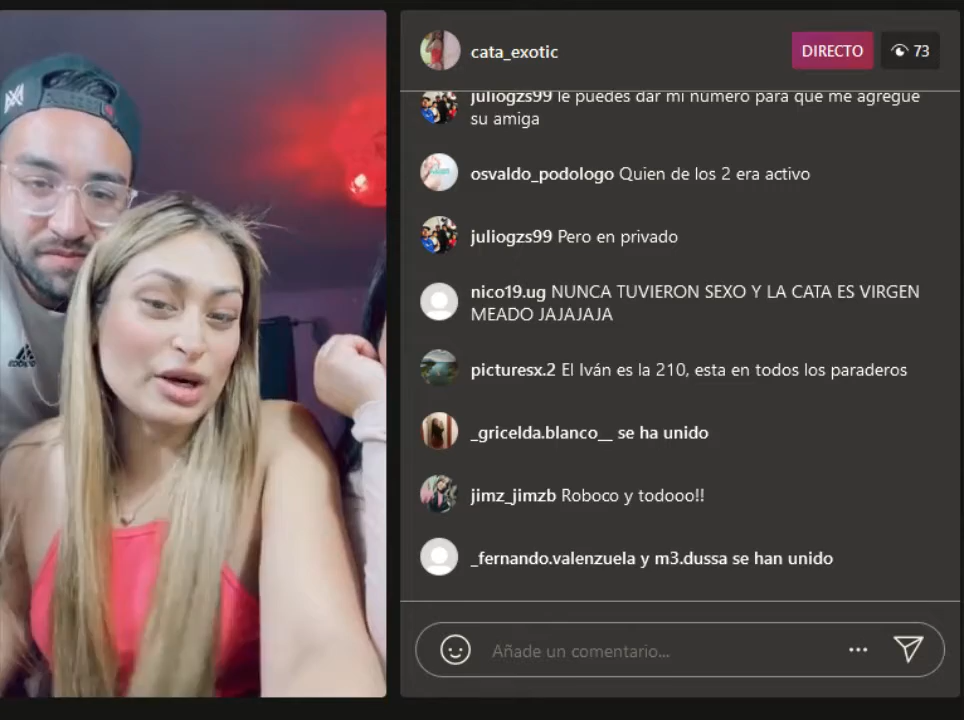 cata_exotic
DIRECTO
73
juliogzs99 le puedes dar mi numero para que me agregue
su amiga
osvaldo_podologo Quien de los 2 era activo
juliogzs99 Pero en privado
nico19.ug NUNCA TUVIERON SEXO Y LA CATA ES VIRGEN
MEADO JAJAJAJA
picturesx.2 El Iván es la 210, esta en todos los paraderos
_gricelda.blanco__ se ha unido
jimz_jimzb Roboco y todooo!!
_fernando.valenzuela y m3.dussa se han unido
Añade un comentario...